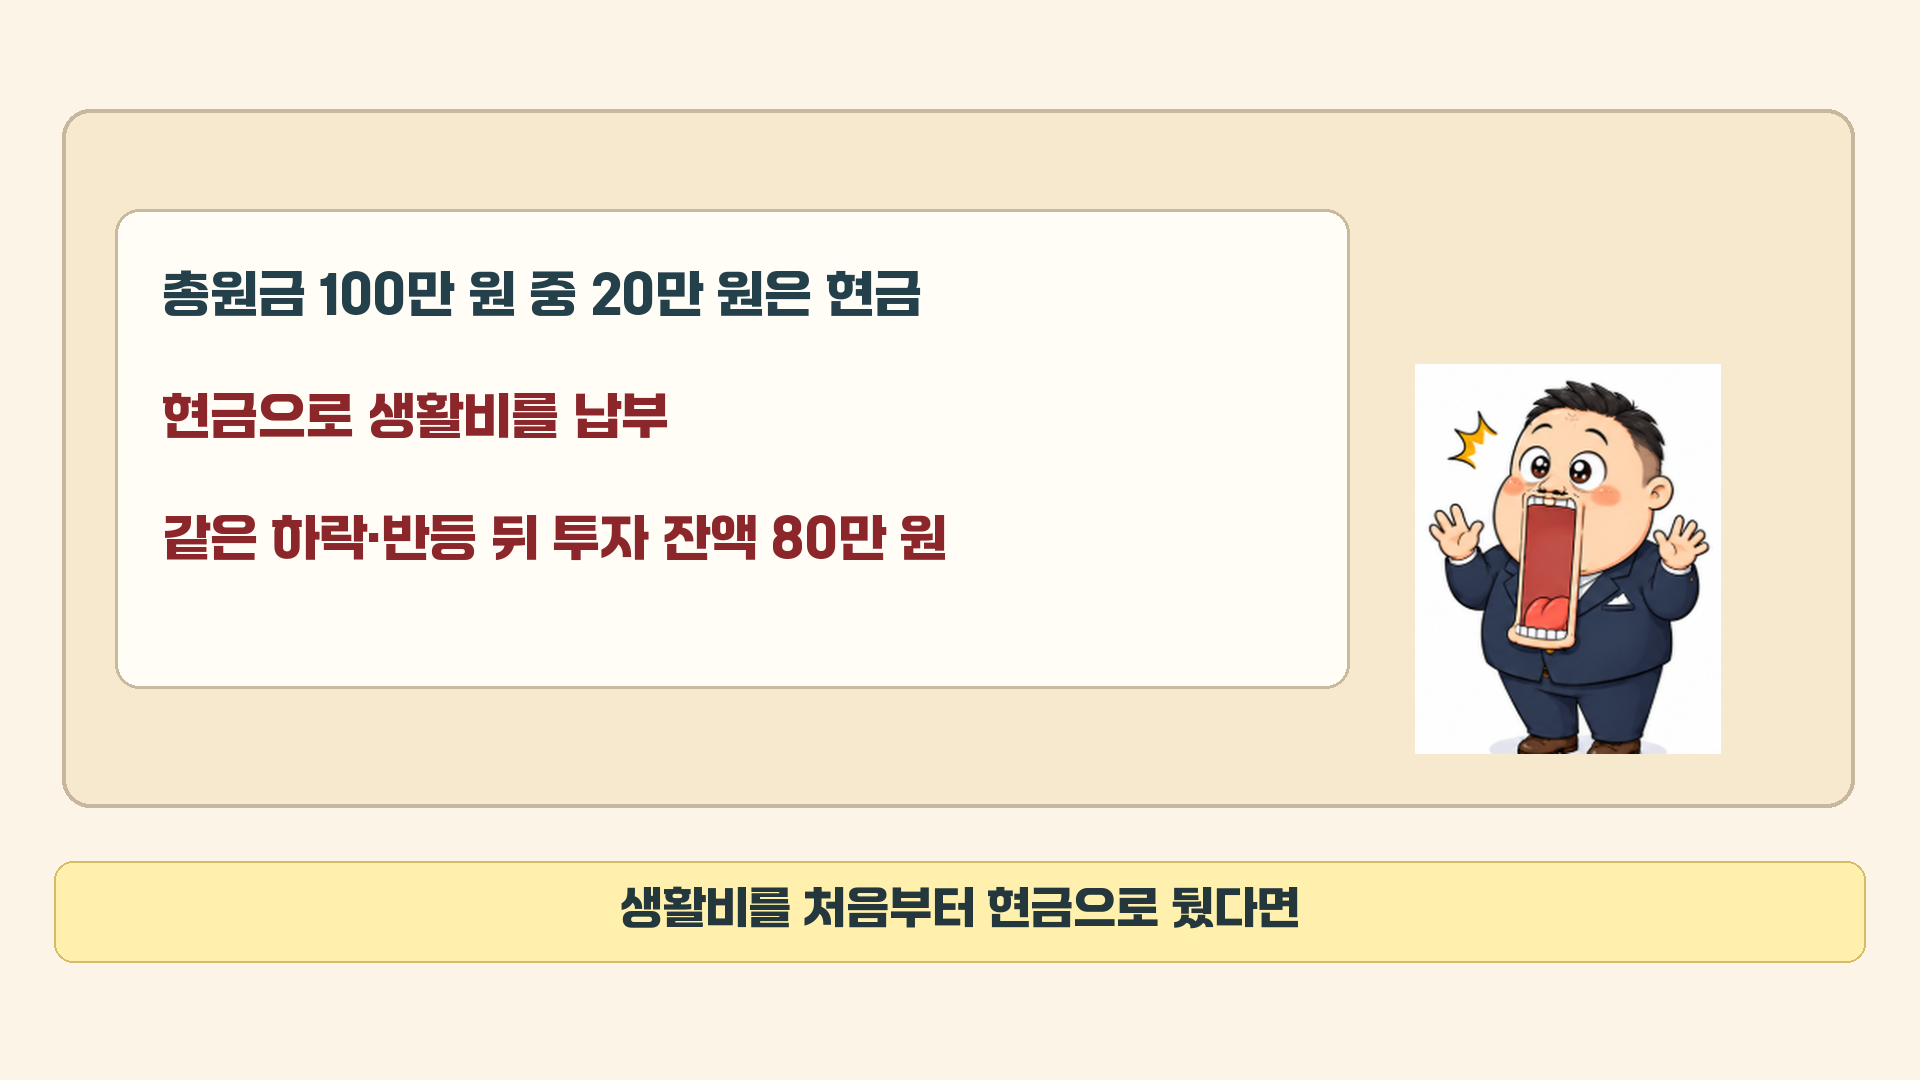 총원금 100만 원 중 20만 원은 현금
현금으로 생활비를 납부
같은 하락·반등 뒤 투자 잔액 80만 원
생활비를 처음부터 현금으로 뒀다면